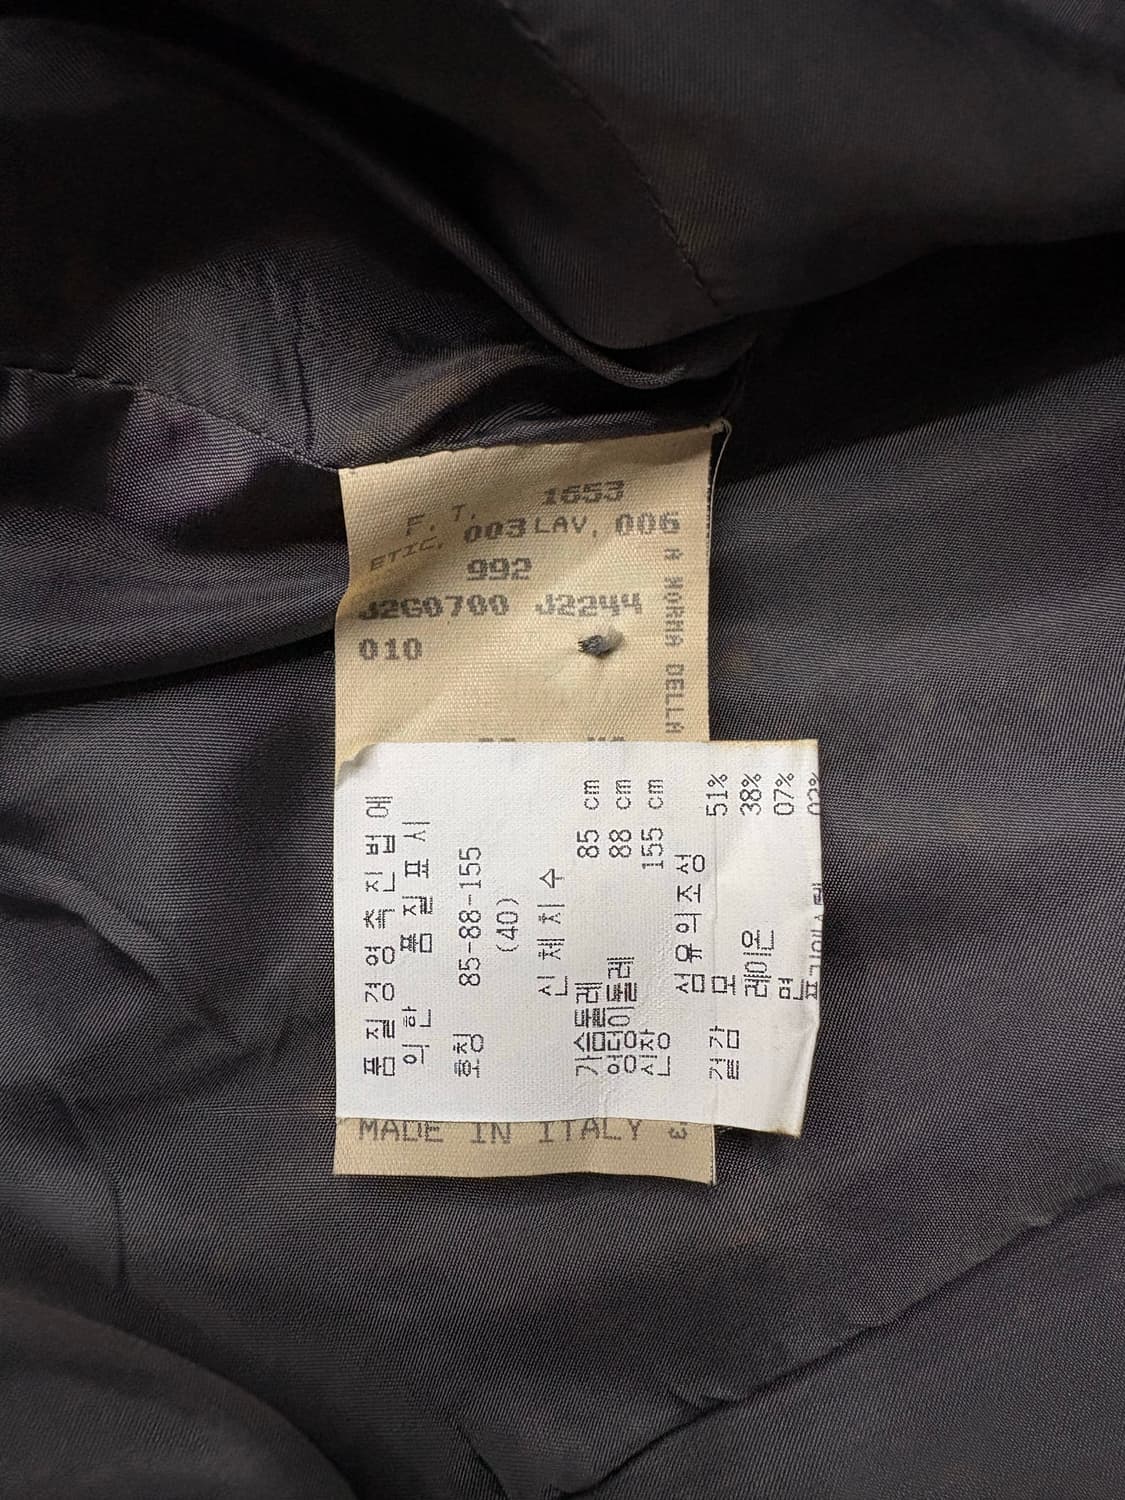 1653
F. T.
ETIC. 003 LAV. 006
992
J2G0700 J2244
010
A NORMA DELLA
품질경영촉진법에
의한 품질표시
호칭 85-88-155
(40)
신체치수
가슴둘레 85 cm
엉덩이둘레 88 cm
신장 155 cm
섬유의조성
겉감 모 51%
레이온 38%
면 07%
MADE IN ITALY 3